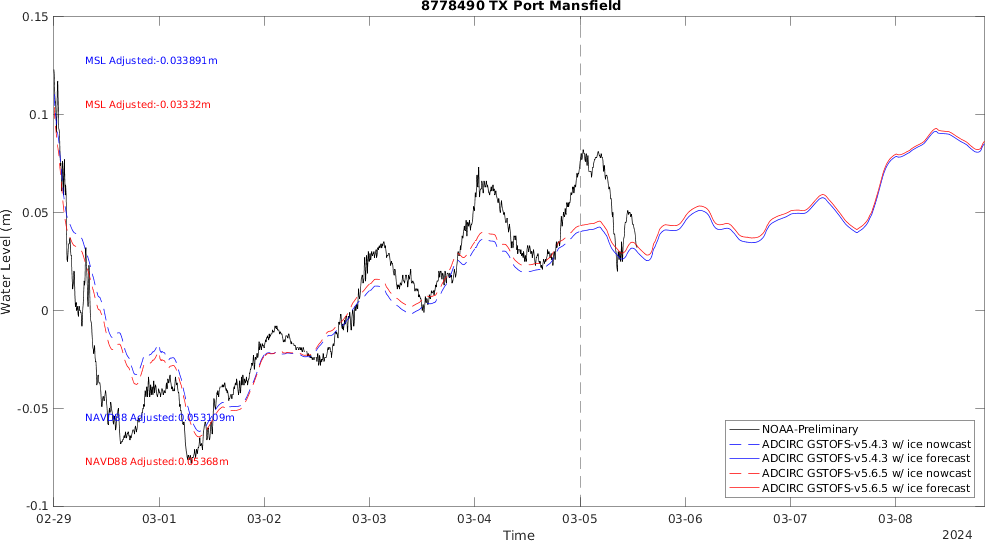 8778490 TX Port Mansfield
0.15
0.1
0.05
0
-0.05
-0.1
Water Level (m)
MSL Adjusted:-0.033891m
MSL Adjusted:-0.03332m
NAVD88 Adjusted:0.053109m
NAVD88 Adjusted:0.05368m
NOAA-Preliminary
ADCIRC GSTOFS-v5.4.3 w/ ice nowcast
ADCIRC GSTOFS-v5.4.3 w/ ice forecast
ADCIRC GSTOFS-v5.6.5 w/ ice nowcast
ADCIRC GSTOFS-v5.6.5 w/ ice forecast
02-29 03-01 03-02 03-03 03-04 03-05 03-06 03-07 03-08
Time
2024